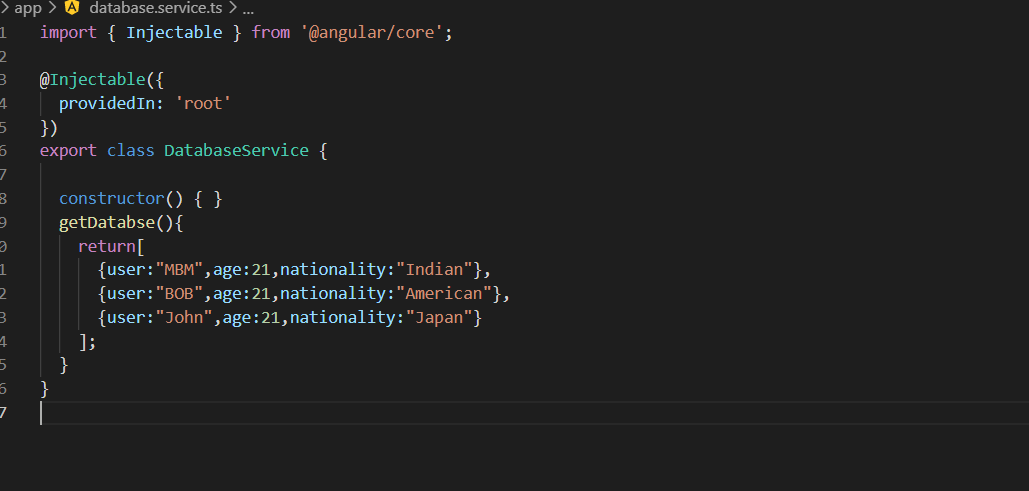 > app > database.service.ts > ...
1 import { Injectable } from '@angular/core';
2
3 @Injectable({
4 providedIn: 'root'
5 })
6 export class DatabaseService {
7
8 constructor() { }
9 getDatabse(){
0 return[
1 {user:"MBM",age:21,nationality:"Indian"},
2 {user:"BOB",age:21,nationality:"American"},
3 {user:"John",age:21,nationality:"Japan"}
4 ];
5 }
6 }
7